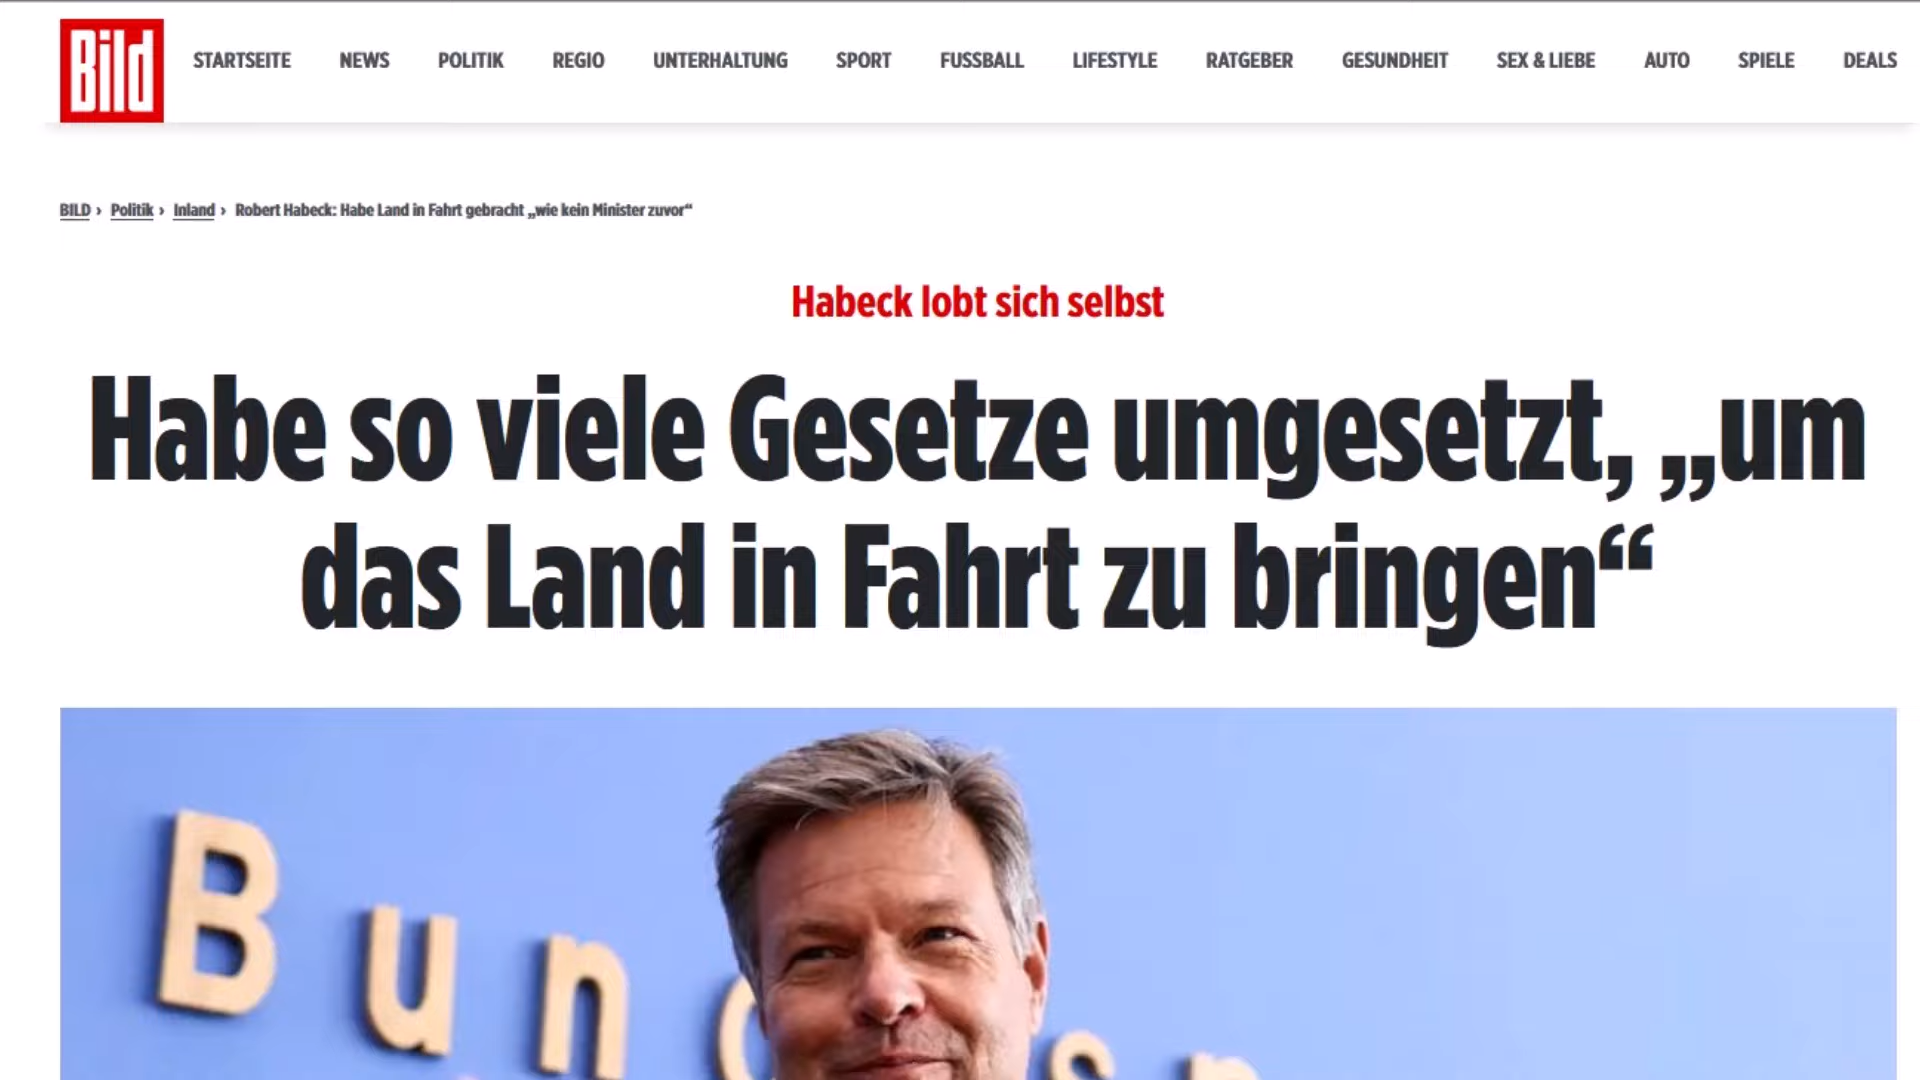 Bild
STARTSEITE NEWS POLITIK REGIO UNTERHALTUNG SPORT FUSSBALL LIFESTYLE RATGEBER GESUNDHEIT SEX & LIEBE AUTO SPIELE DEALS
BILD › Politik › Inland › Robert Habeck: Habe Land in Fahrt gebracht „wie kein Minister zuvor“
Habeck lobt sich selbst
Habe so viele Gesetze umgesetzt, „um
das Land in Fahrt zu bringen“
Bun